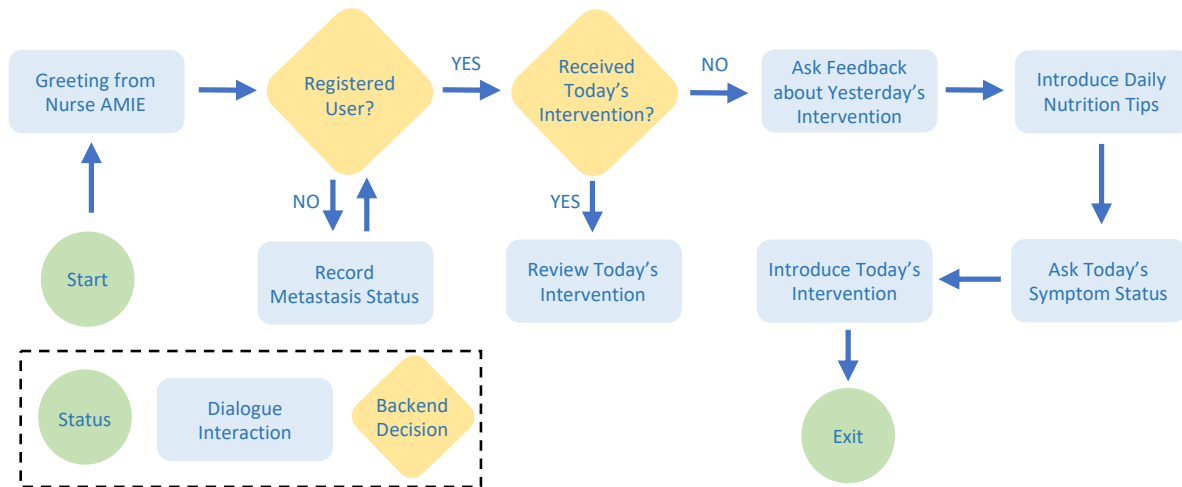 Greeting from
Nurse AMIE
Registered
User?
YES
Received
Today's
Intervention?
NO
Ask Feedback
about Yesterday's
Intervention
Introduce Daily
Nutrition Tips
NO
YES
Start
Record
Metastasis Status
Review Today's
Intervention
Introduce Today's
Intervention
Ask Today's
Symptom Status
Status
Dialogue
Interaction
Backend
Decision
Exit